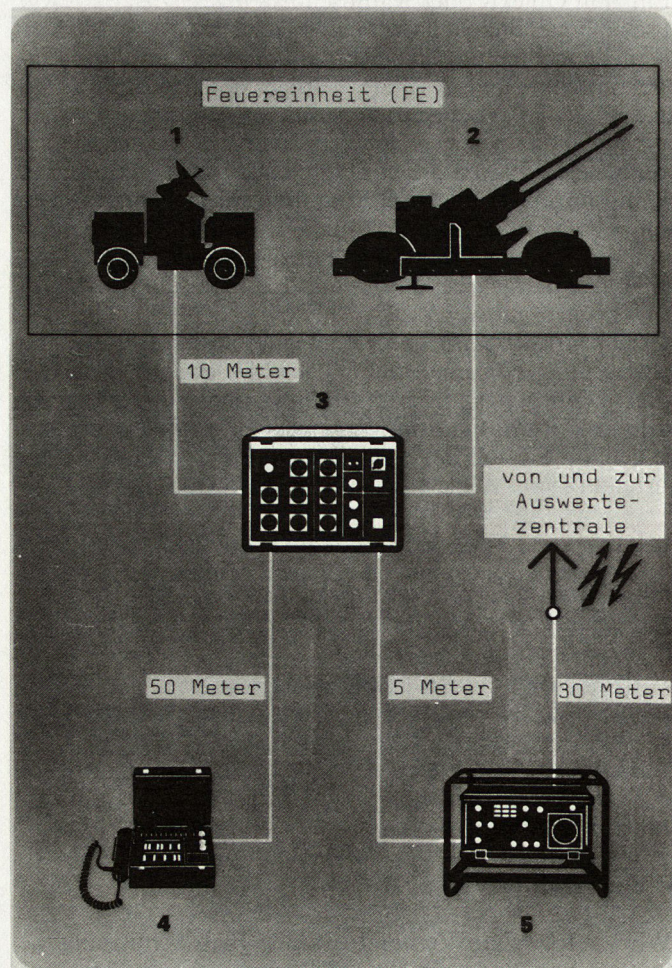 Feuereinheit (FE)
1
2
10 Meter
3
von und zur
Auswerte-
zentrale
50 Meter
5 Meter
30 Meter
4
5